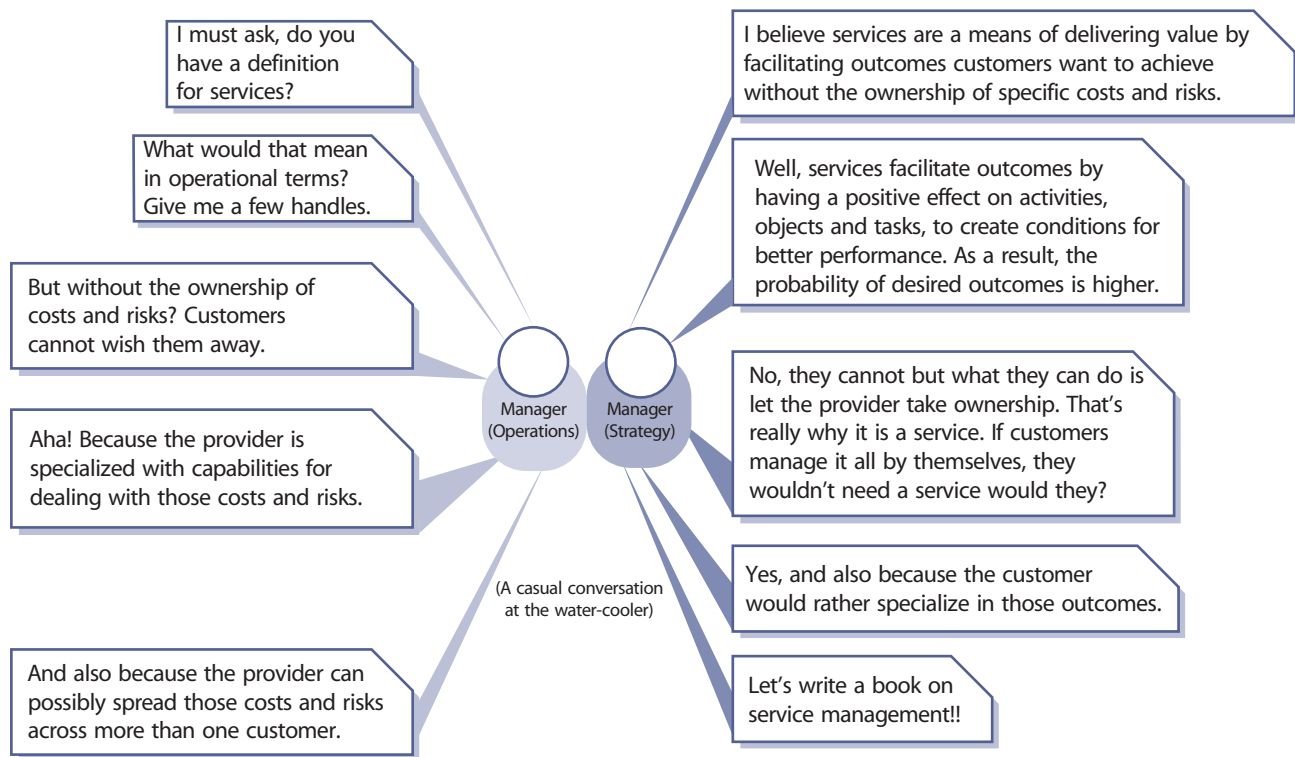 I must ask, do you
have a definition
for services?
I believe services are a means of delivering value by
facilitating outcomes customers want to achieve
without the ownership of specific costs and risks.
What would that mean
in operational terms?
Give me a few handles.
Well, services facilitate outcomes by
having a positive effect on activities,
objects and tasks, to create conditions for
better performance. As a result, the
probability of desired outcomes is higher.
But without the ownership of
costs and risks? Customers
cannot wish them away.
No, they cannot but what they can do is
let the provider take ownership. That's
really why it is a service. If customers
manage it all by themselves, they
wouldn't need a service would they?
Manager
(Operations)
Manager
(Strategy)
Aha! Because the provider is
specialized with capabilities for
dealing with those costs and risks.
Yes, and also because the customer
would rather specialize in those outcomes.
(A casual conversation
at the water-cooler)
And also because the provider can
possibly spread those costs and risks
across more than one customer.
Let's write a book on
service management!!